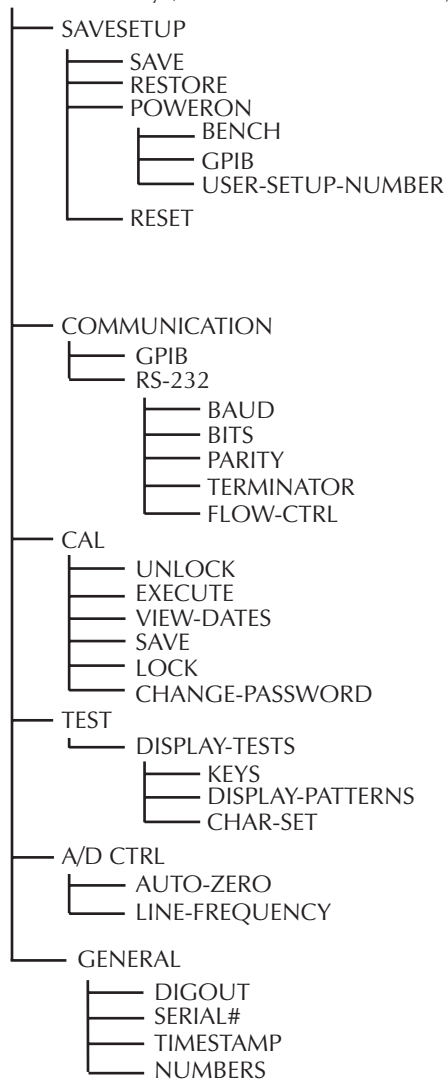 SAVESETUP
SAVE
RESTORE
POWERON
BENCH
GPIB
USER-SETUP-NUMBER
RESET
COMMUNICATION
GPIB
RS-232
BAUD
BITS
PARITY
TERMINATOR
FLOW-CTRL
CAL
UNLOCK
EXECUTE
VIEW-DATES
SAVE
LOCK
CHANGE-PASSWORD
TEST
DISPLAY-TESTS
KEYS
DISPLAY-PATTERNS
CHAR-SET
A/D CTRL
AUTO-ZERO
LINE-FREQUENCY
GENERAL
DIGOUT
SERIAL#
TIMESTAMP
NUMBERS